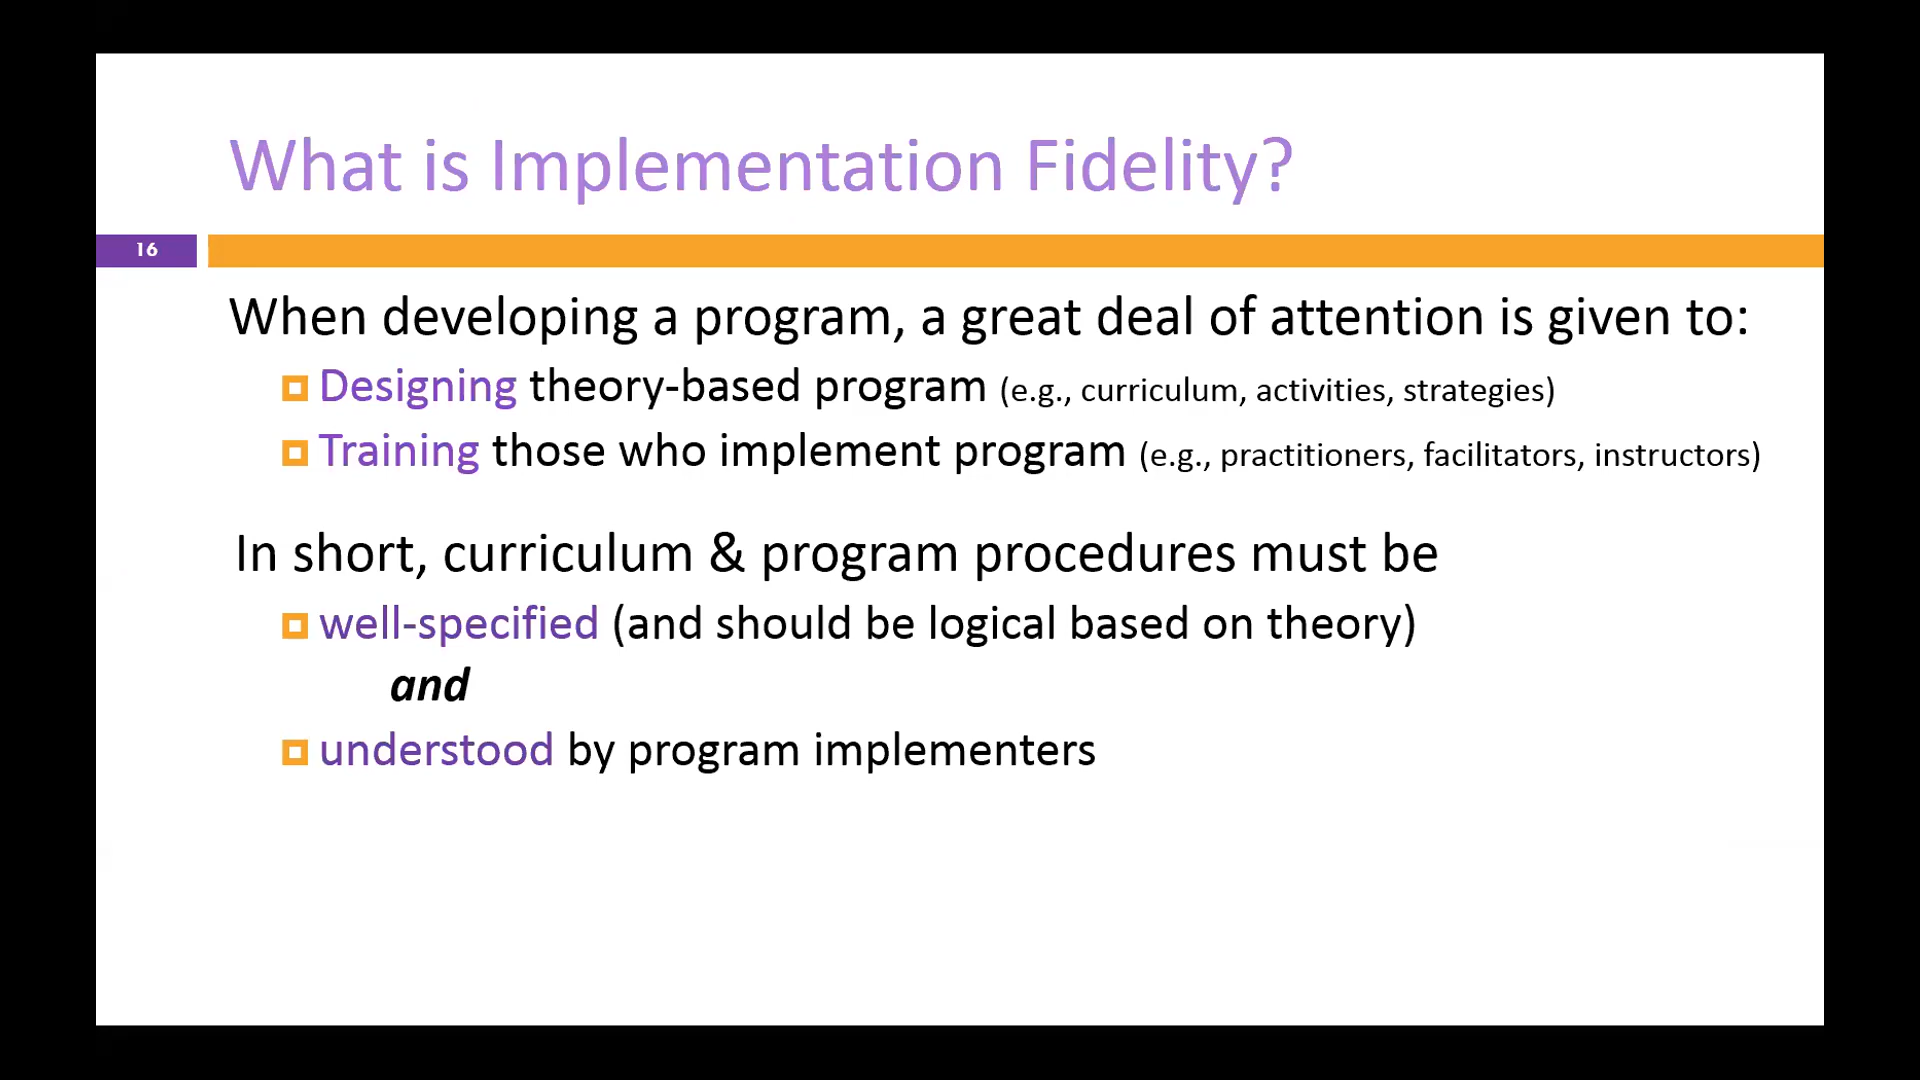 What is Implementation Fidelity?
16
When developing a program, a great deal of attention is given to:
Designing theory-based program (e.g., curriculum, activities, strategies)
Training those who implement program (e.g., practitioners, facilitators, instructors)
In short, curriculum & program procedures must be
well-specified (and should be logical based on theory)
and
understood by program implementers